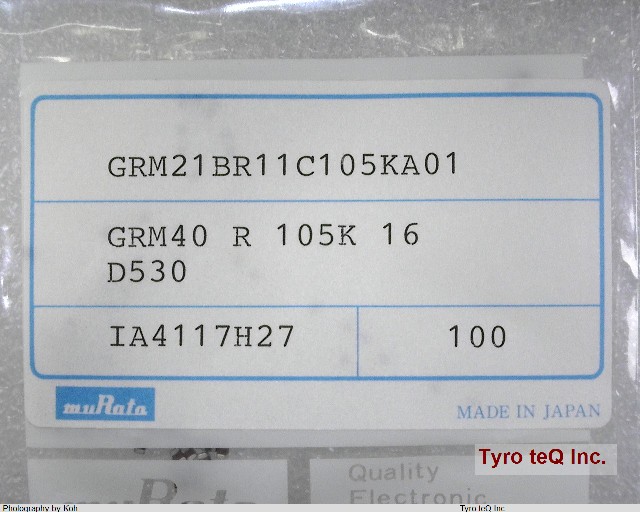 GRM21BR11C105KA01
GRM40 R 105K 16
D530
IA4117H27 100
muRata
MADE IN JAPAN
Tyro teQ Inc.
muRata
Quality
Electronic
Photography by Koh Tyro teQ Inc